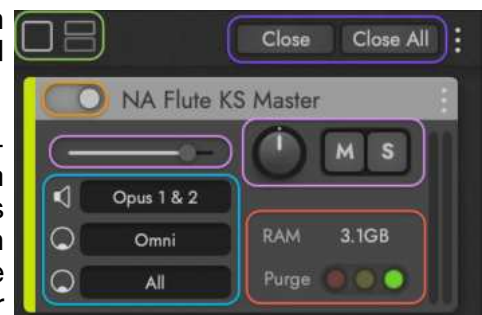 Close Close All
NA Flute KS Master
M S
Opus 1 & 2
Omni
RAM 3.1GB
All
Purge